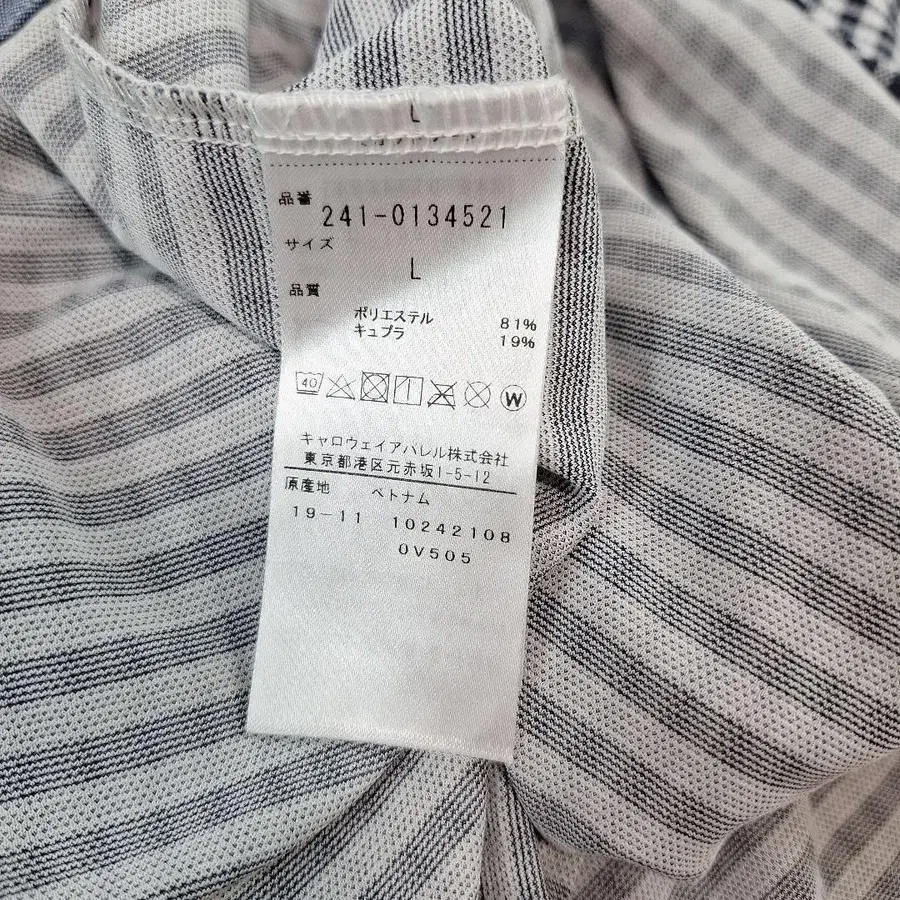 L
品番
241-0134521
サイズ
L
品質
ポリエステル 81%
キュプラ 19%
40
W
キャロウェイアパレル株式会社
東京都港区元赤坂1-5-12
原産地 ベトナム
19-11 10242108
0V505